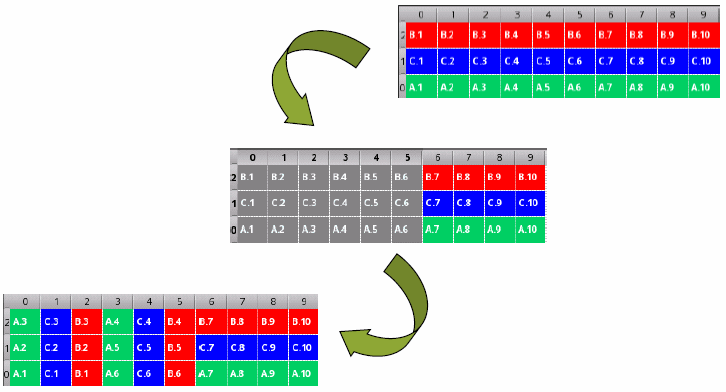 0 1 2 3 4 5 6 7 8 9
2 B.1 B.2 B.3 B.4 B.5 B.6 B.7 B.8 B.9 B.10
1 C.1 C.2 C.3 C.4 C.5 C.6 C.7 C.8 C.9 C.10
0 A.1 A.2 A.3 A.4 A.5 A.6 A.7 A.8 A.9 A.10
0 1 2 3 4 5 6 7 8 9
2 B.1 B.2 B.3 B.4 B.5 B.6 B.7 B.8 B.9 B.10
1 C.1 C.2 C.3 C.4 C.5 C.6 C.7 C.8 C.9 C.10
0 A.1 A.2 A.3 A.4 A.5 A.6 A.7 A.8 A.9 A.10
0 1 2 3 4 5 6 7 8 9
2 A.3 C.3 B.3 A.4 C.4 B.4 B.7 B.8 B.9 B.10
1 A.2 C.2 B.2 A.5 C.5 B.5 C.7 C.8 C.9 C.10
0 A.1 C.1 B.1 A.6 C.6 B.6 A.7 A.8 A.9 A.10